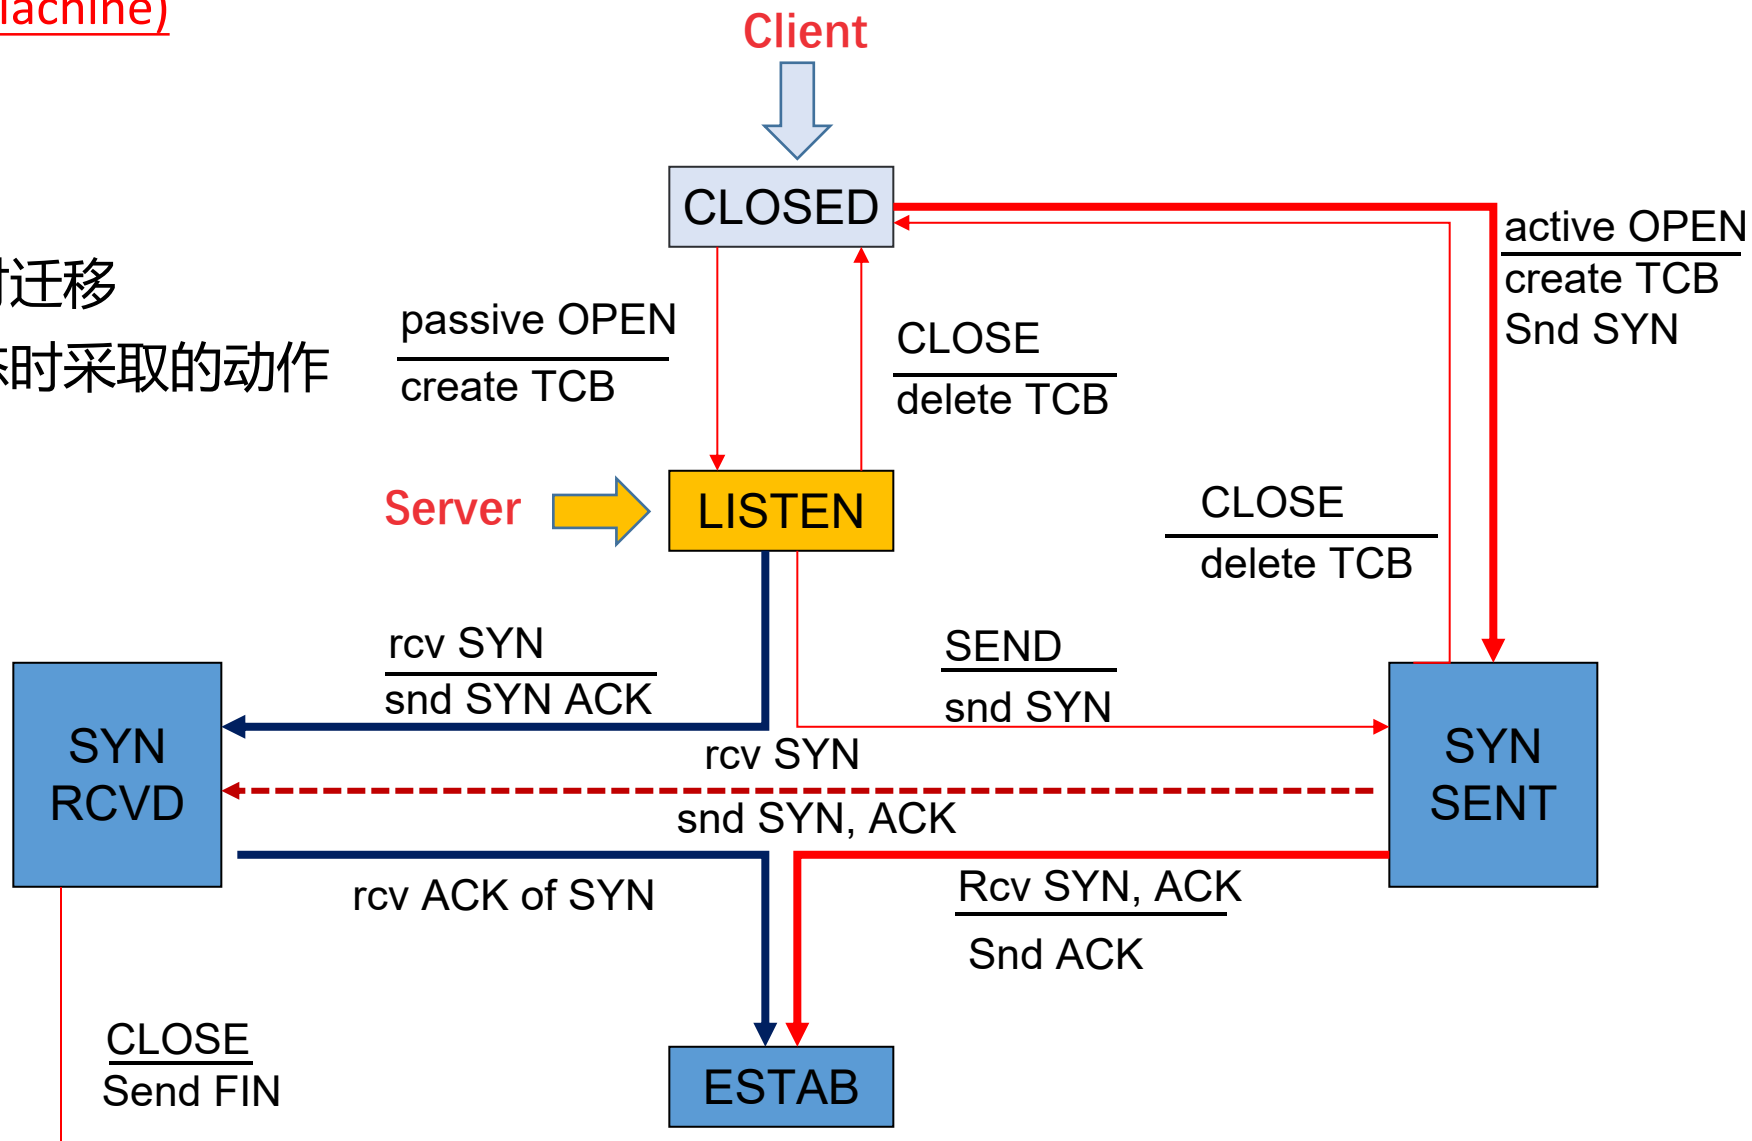 Machine)
Client
CLOSED
active OPEN
create TCB
Snd SYN
时迁移
态时采取的动作
passive OPEN
create TCB
CLOSE
delete TCB
Server
LISTEN
CLOSE
delete TCB
rcv SYN
snd SYN ACK
SEND
snd SYN
SYN
RCVD
rcv SYN
snd SYN, ACK
SYN
SENT
rcv ACK of SYN
Rcv SYN, ACK
Snd ACK
CLOSE
Send FIN
ESTAB